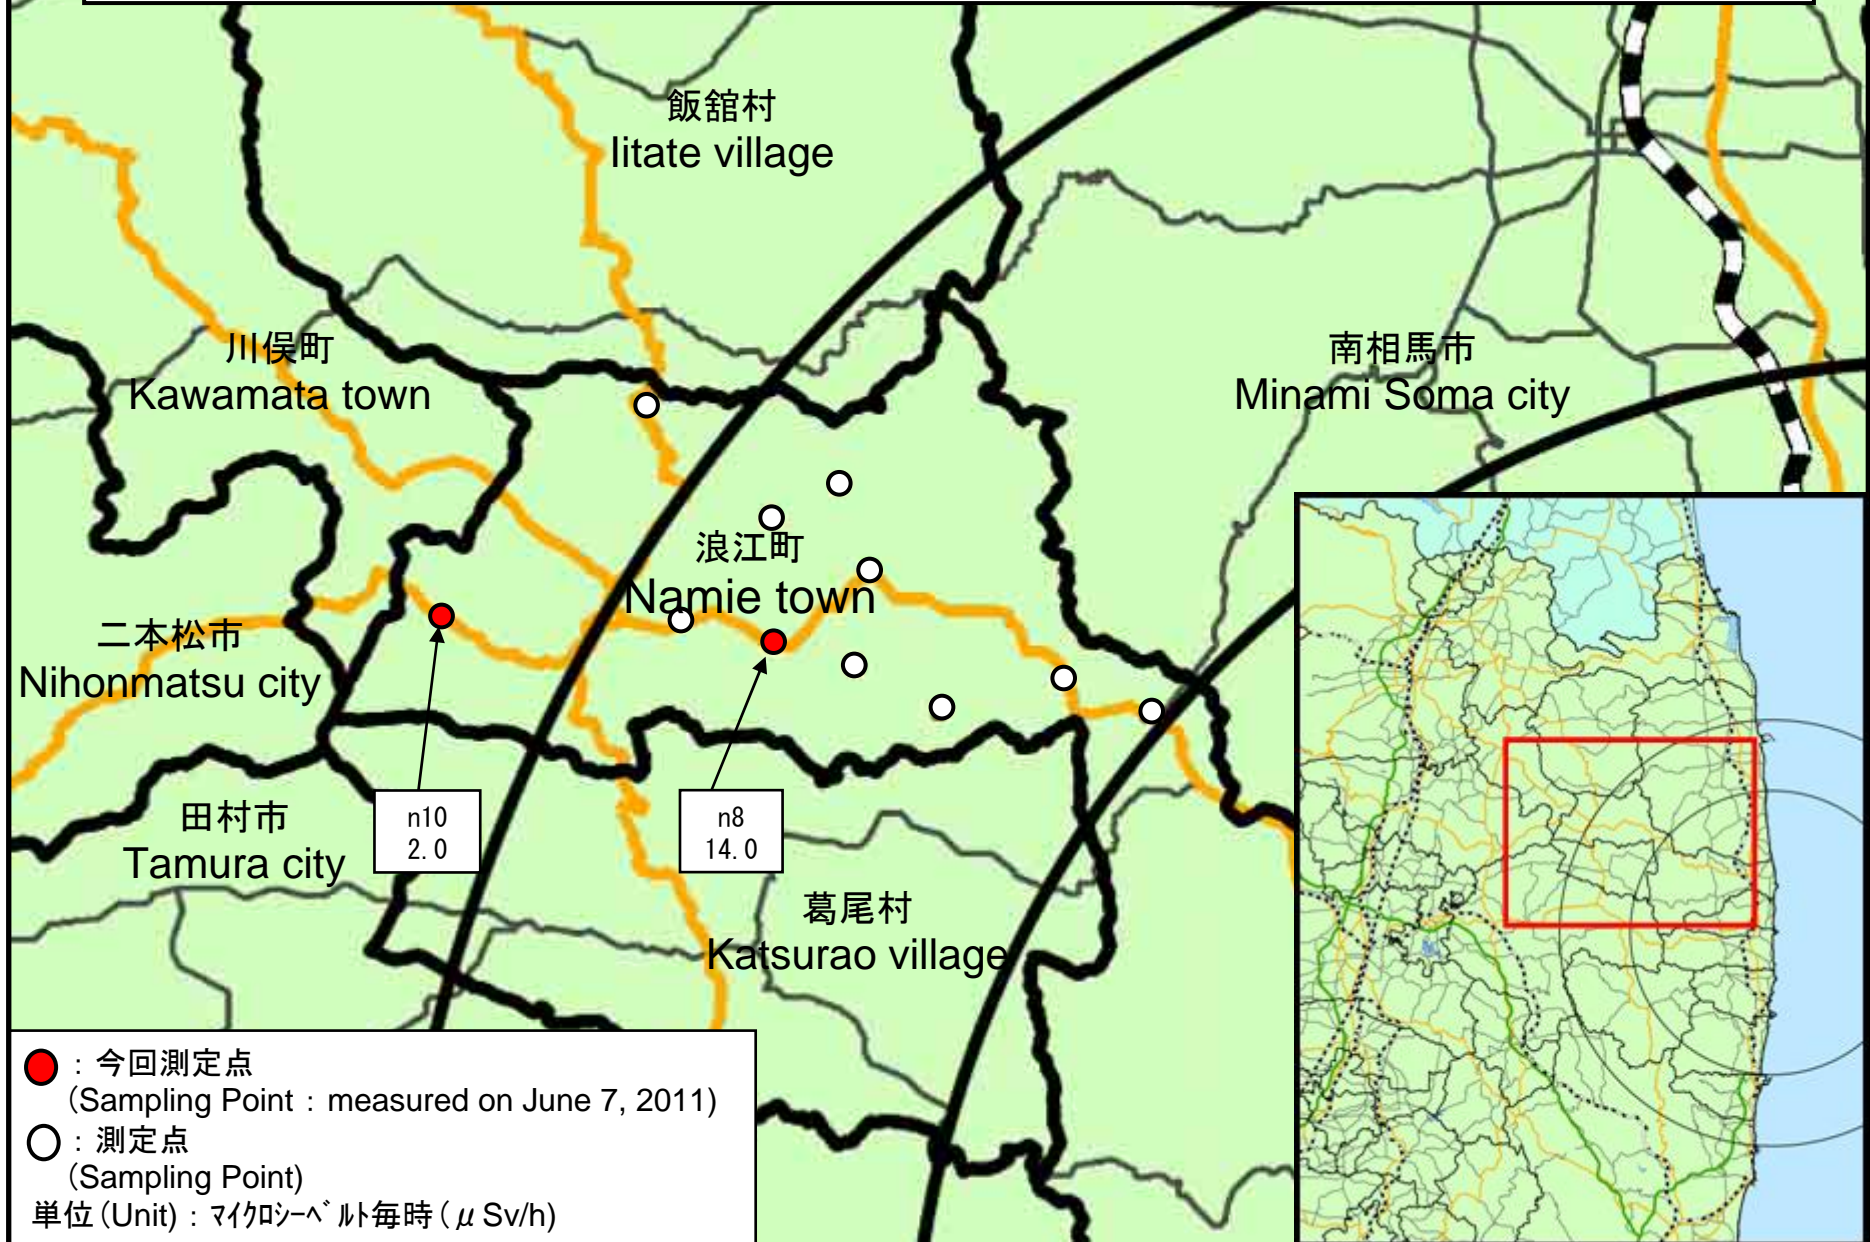 飯舘村
Iitate village
川俣町
Kawamata town
南相馬市
Minami Soma city
浪江町
Namie town
二本松市
Nihonmatsu city
田村市
Tamura city
n10
2.0
n8
14.0
葛尾村
Katsurao village
：今回測定点
(Sampling Point：measured on June 7, 2011)
：測定点
(Sampling Point)
単位(Unit)：ﾏｲｸﾛｼｰﾍﾞﾙﾄ毎時(μSv/h)